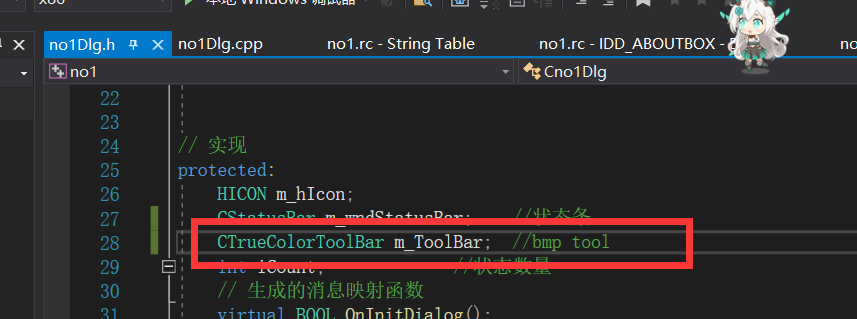 本地 Windows 调试器
no1Dlg.h
no1Dlg.cpp
no1.rc - String Table
no1.rc - IDD_ABOUTBOX -
no1
Cno1Dlg
22
23
24 // 实现
25 protected:
26 HICON m_hIcon;
27 CStatusBar m_wndStatusBar; //状态条
28 CTrueColorToolBar m_ToolBar; //bmp tool
29 int iCount; //状态数量
30 // 生成的消息映射函数
31 virtual BOOL OnInitDialog();